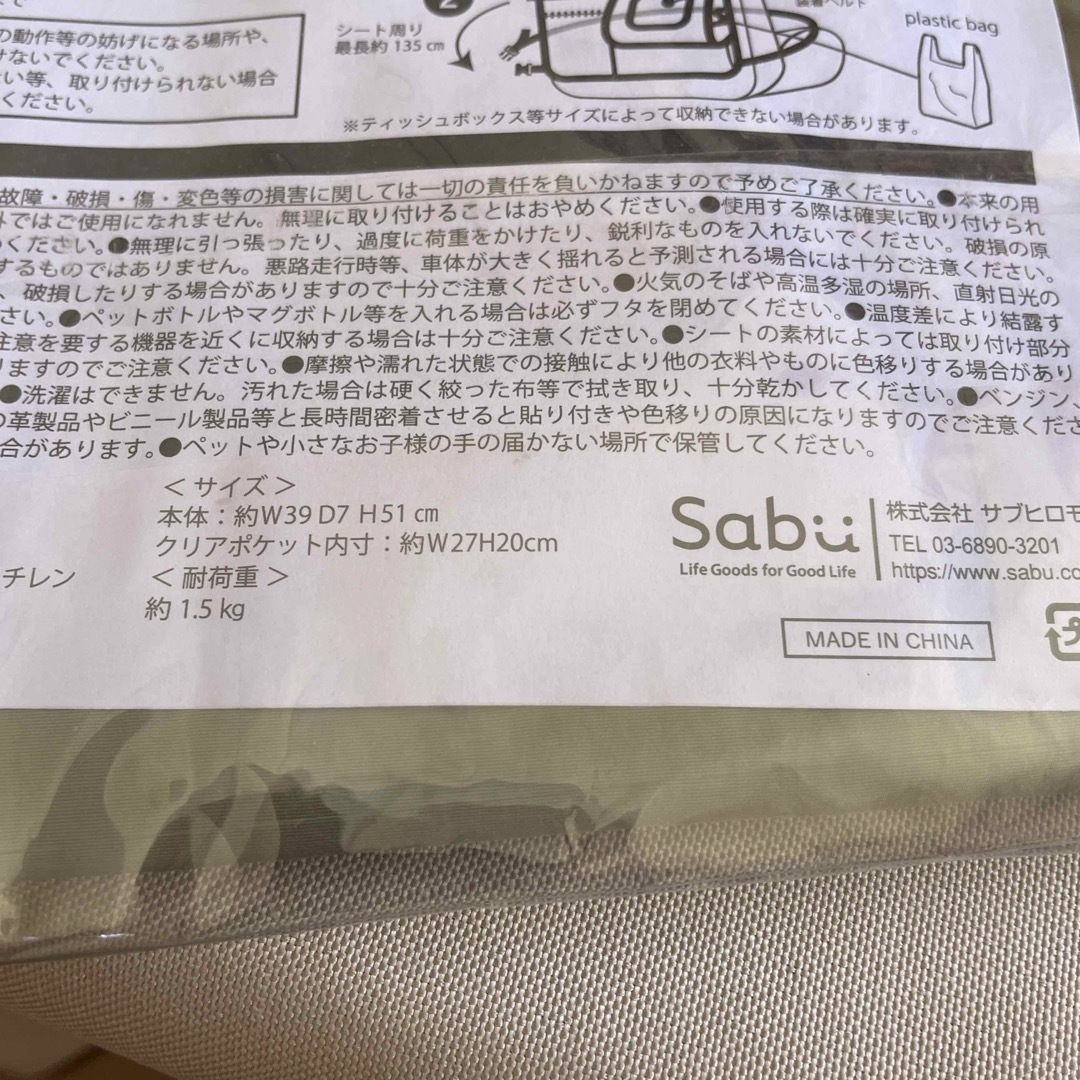 の動作等の妨げになる場所や、
けないでください。
い等、取り付けられない場合
ください。
2
シート周り
最長約 135 ㎝
装着ベルト
plastic bag
※ティッシュボックス等サイズによって収納できない場合があります。
故障・破損・傷・変色等の損害に関しては一切の責任を負いかねますので予めご了承ください。●本来の用
外ではご使用になれません。無理に取り付けることはおやめください。●使用する際は確実に取り付けられ
ください。●無理に引っ張ったり、過度に荷重をかけたり、鋭利なものを入れないでください。破損の原
するものではありません。悪路走行時等、車体が大きく揺れると予測される場合には十分ご注意ください。
、破損したりする場合がありますので十分ご注意ください。●火気のそばや高温多湿の場所、直射日光の
さい。●ペットボトルやマグボトル等を入れる場合は必ずフタを閉めてください。●温度差により結露す
注意を要する機器を近くに収納する場合は十分ご注意ください。●シートの素材によっては取り付け部分
りますのでご注意ください。●摩擦や濡れた状態での接触により他の衣料やものに色移りする場合があり
●洗濯はできません。汚れた場合は硬く絞った布等で拭き取り、十分乾かしてください。●ベンジン、
の革製品やビニール製品等と長時間密着させると貼り付きや色移りの原因になりますのでご注意くださ
合があります。●ペットや小さなお子様の手の届かない場所で保管してください。
＜サイズ＞
本体：約W39 D7 H51 ㎝
クリアポケット内寸：約W27H20cm
チレン
＜耐荷重＞
約 1.5 kg
Sabu
Life Goods for Good Life
株式会社 サブヒロモ
TEL 03-6890-3201
https://www.sabu.co
MADE IN CHINA
プ